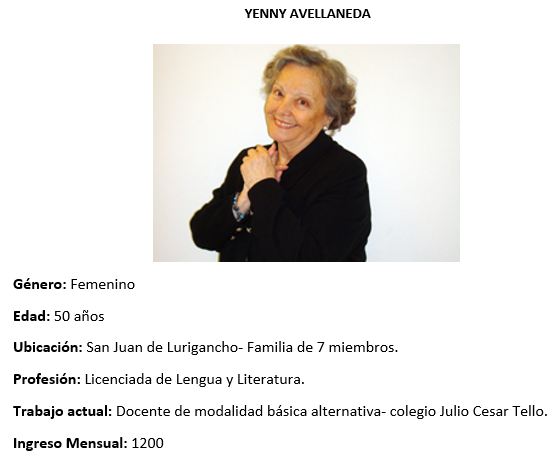 YENNY AVELLANEDA
Género: Femenino
Edad: 50 años
Ubicación: San Juan de Lurigancho- Familia de 7 miembros.
Profesión: Licenciada de Lengua y Literatura.
Trabajo actual: Docente de modalidad básica alternativa- colegio Julio Cesar Tello.
Ingreso Mensual: 1200